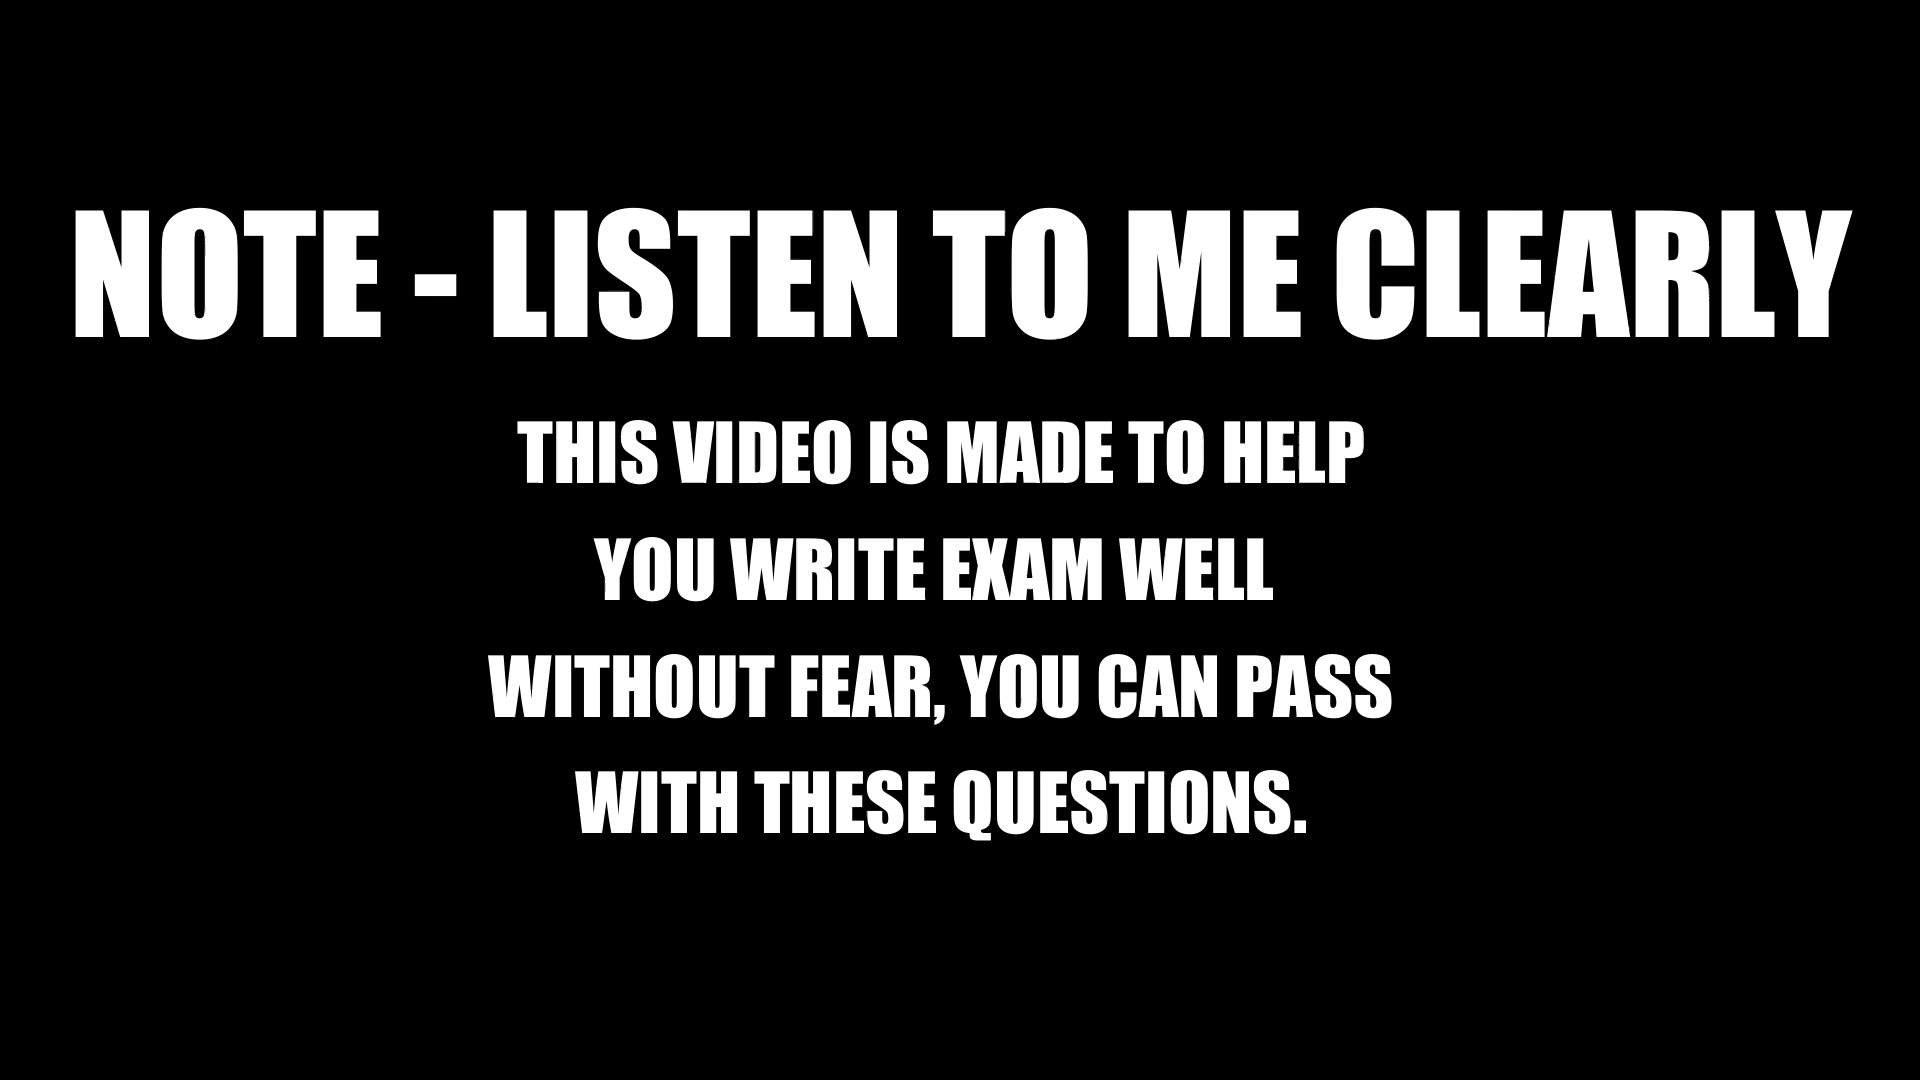 NOTE - LISTEN TO ME CLEARLY
THIS VIDEO IS MADE TO HELP
YOU WRITE EXAM WELL
WITHOUT FEAR, YOU CAN PASS
WITH THESE QUESTIONS.